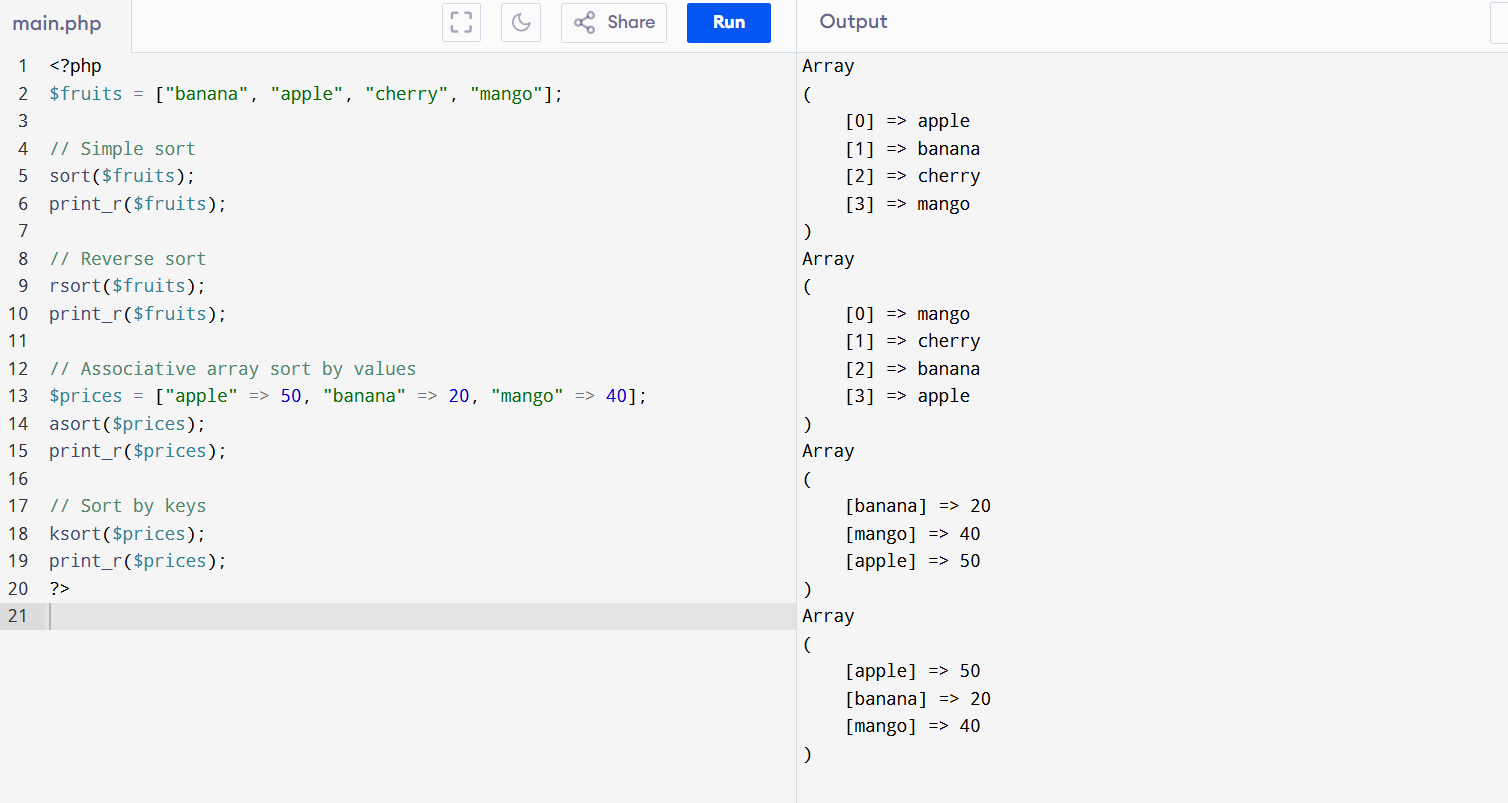 main.php
Share
Run
Output
1 <?php
2 $fruits = ["banana", "apple", "cherry", "mango"];
3
4 // Simple sort
5 sort($fruits);
6 print_r($fruits);
7
8 // Reverse sort
9 rsort($fruits);
10 print_r($fruits);
11
12 // Associative array sort by values
13 $prices = ["apple" => 50, "banana" => 20, "mango" => 40];
14 asort($prices);
15 print_r($prices);
16
17 // Sort by keys
18 ksort($prices);
19 print_r($prices);
20 ?>
21
Array
(
    [0] => apple
    [1] => banana
    [2] => cherry
    [3] => mango
)
Array
(
    [0] => mango
    [1] => cherry
    [2] => banana
    [3] => apple
)
Array
(
    [banana] => 20
    [mango] => 40
    [apple] => 50
)
Array
(
    [apple] => 50
    [banana] => 20
    [mango] => 40
)